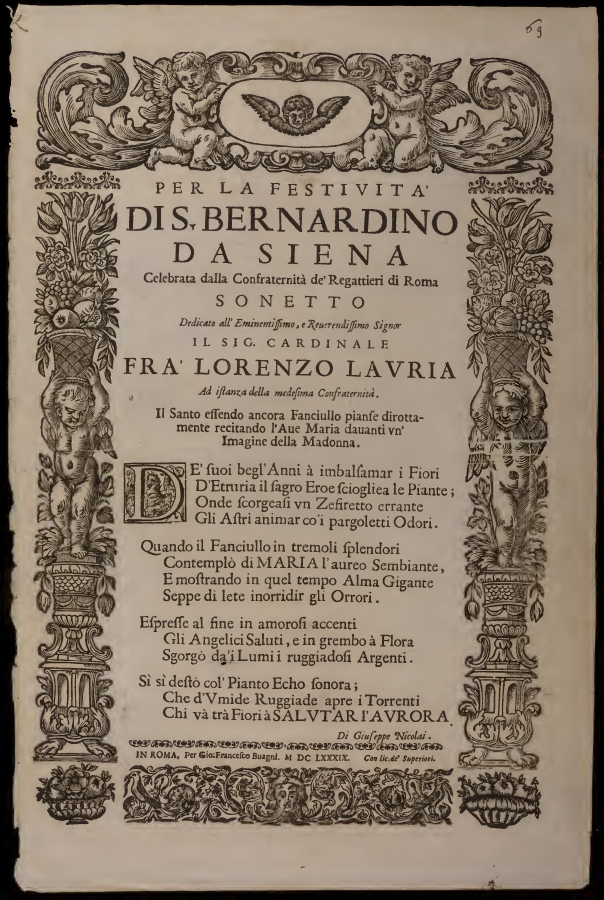 69
PER LA FESTIVITA'
DI S. BERNARDINO
DA SIENA
Celebrata dalla Confraternità de' Regattieri di Roma
SONETTO
Dedicato all' Eminentiſſimo, e Reuerendiſſimo Signor
IL SIG. CARDINALE
FRA' LORENZO LAVRIA
Ad iſtanza della medeſima Confraternità.
Il Santo eſſendo ancora Fanciullo pianſe dirotta-
mente recitando l'Aue Maria dauanti vn'
Imagine della Madonna.
DE' ſuoi begl'Anni à imbalſamar i Fiori
D'Etruria il ſagro Eroe ſciogliea le Piante;
Onde ſcorgeaſi vn Zefiretto errante
Gli Aſtri animar co'i pargoletti Odori.
Quando il Fanciullo in tremoli ſplendori
Contemplò di MARIA l'aureo Sembiante,
E moſtrando in quel tempo Alma Gigante
Seppe di lete inorridir gli Orrori.
Eſpreſſe al fine in amoroſi accenti
Gli Angelici Saluti, e in grembo à Flora
Sgorgò da'i Lumi i ruggiadoſi Argenti.
Sì sì deſtò col' Pianto Echo ſonora;
Che d'Vmide Ruggiade apre i Torrenti
Chi và trà Fiori à SALVTAR l'AVRORA.
Di Giuſeppe Nicolai.
IN ROMA, Per Gio: Franceſco Buagni. M DC LXXXIX. Con lic. de' Superiori.